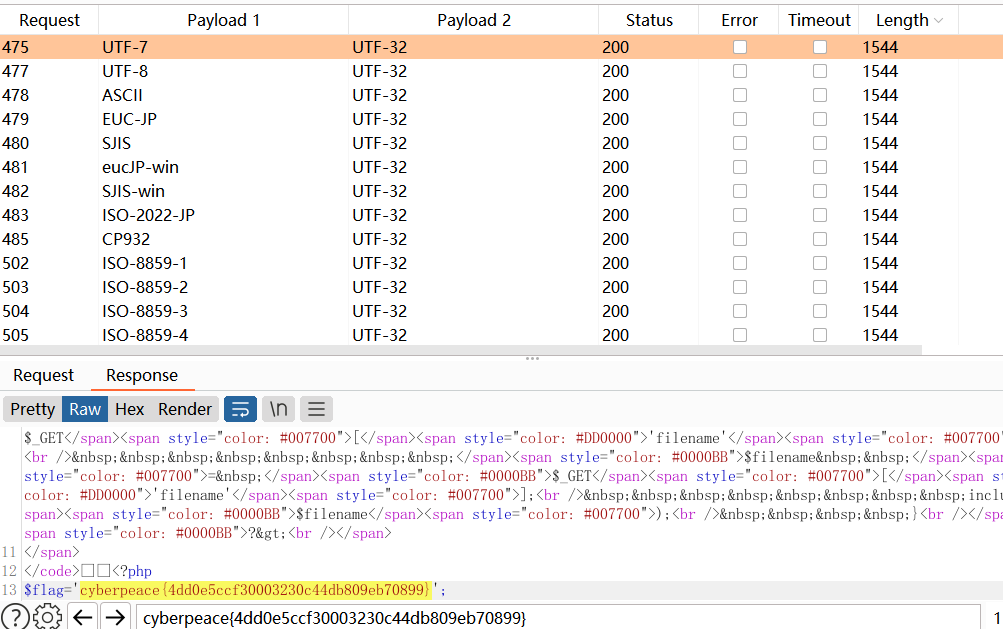 Request Payload 1 Payload 2 Status Error Timeout Length
475 UTF-7 UTF-32 200 1544
477 UTF-8 UTF-32 200 1544
478 ASCII UTF-32 200 1544
479 EUC-JP UTF-32 200 1544
480 SJIS UTF-32 200 1544
481 eucJP-win UTF-32 200 1544
482 SJIS-win UTF-32 200 1544
483 ISO-2022-JP UTF-32 200 1544
485 CP932 UTF-32 200 1544
502 ISO-8859-1 UTF-32 200 1544
503 ISO-8859-2 UTF-32 200 1544
504 ISO-8859-3 UTF-32 200 1544
505 ISO-8859-4 UTF-32 200 1544
Request Response
Pretty Raw Hex Render \n
$_GET</span><span style="color: #007700">[</span><span style="color: #DD0000">'filename'</span><span style="color: #007700"
<br />&nbsp;&nbsp;&nbsp;&nbsp;&nbsp;&nbsp;&nbsp;&nbsp;</span><span style="color: #0000BB">$filename&nbsp;&nbsp;</span><span
style="color: #007700">=&nbsp;</span><span style="color: #0000BB">$_GET</span><span style="color: #007700">[</span><span st
color: #DD0000">'filename'</span><span style="color: #007700">];<br />&nbsp;&nbsp;&nbsp;&nbsp;&nbsp;&nbsp;&nbsp;&nbsp;inclu
span><span style="color: #0000BB">$filename</span><span style="color: #007700">);<br />&nbsp;&nbsp;&nbsp;&nbsp;}<br /></spa
span style="color: #0000BB">?&gt;<br /></span>
11 </span>
12 </code>□□<?php
13 $flag='cyberpeace{4dd0e5ccf30003230c44db809eb70899}';
? cyberpeace{4dd0e5ccf30003230c44db809eb70899} 1